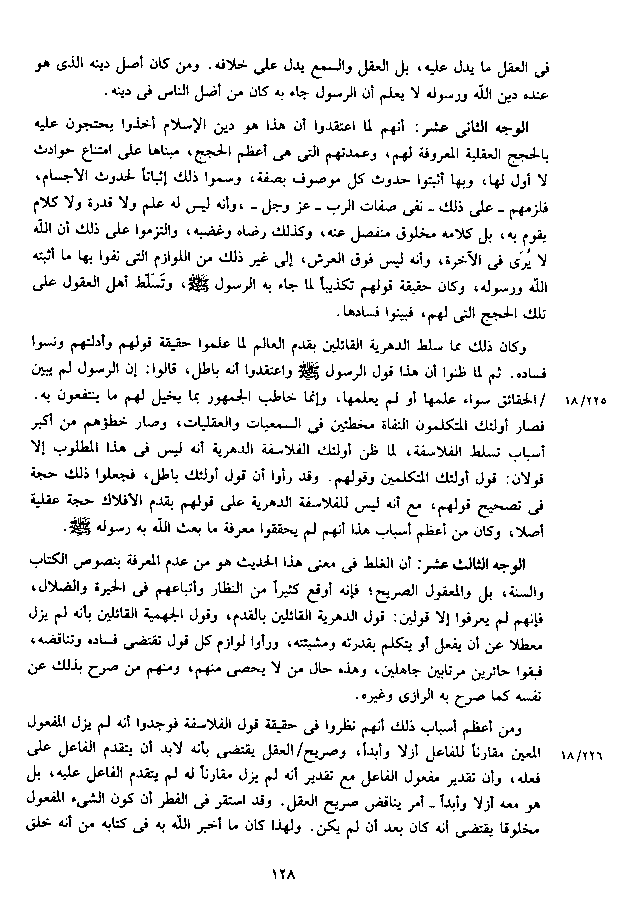 فى العقل ما يدل عليه، بل العقل والسمع يدل على خلافه. ومن كان أصل دينه الذى هو
عنده دين الله ورسوله لا يعلم أن الرسول جاء به كان من أضل الناس فى دينه.
الوجه الثانى عشر: أنهم لما اعتقدوا أن هذا هو دين الإسلام أخذوا يحتجون عليه
بالحجج العقلية المعروفة لهم، وعمدتهم التى هى أعظم الحجج، مبناها على امتناع حوادث
لا أول لها، وبها أثبتوا حدوث كل موصوف بصفة، وسموا ذلك إثباتاً لحدوث الأجسام،
فلزمهم ـ على ذلك ـ نفى صفات الرب ـ عز وجل ـ، وأنه ليس له علم ولا قدرة ولا كلام
يقوم به، بل كلامه مخلوق منفصل عنه، وكذلك رضاه وغضبه، والتزموا على ذلك أن الله
لا يُرَى فى الآخرة، وأنه ليس فوق العرش، إلى غير ذلك من اللوازم التى نفوا بها ما أثبته
الله ورسوله، وكان حقيقة قولهم تكذيباً لما جاء به الرسول ﷺ، وتَسَلّط أهل العقول على
تلك الحجج التى لهم، فبينوا فسادها.
وكان ذلك مما سلط الدهرية القائلين بقدم العالم لما علموا حقيقة قولهم وأدلتهم ونسوا
فساده. ثم لما ظنوا أن هذا قول الرسول ﷺ واعتقدوا أنه باطل، قالوا: إن الرسول لم يبين
١٨/٢٢٥ /الحقائق سواء علمها أو لم يعلمها، وإنما خاطب الجمهور بما يخيل لهم ما ينتفعون به.
فصار أولئك المتكلمون النفاة مخطئين فى السمعيات والعقليات، وصار خطؤهم من أكبر
أسباب تسلط الفلاسفة، لما ظن أولئك الفلاسفة الدهرية أنه ليس فى هذا المطلوب إلا
قولان: قول أولئك المتكلمين وقولهم. وقد رأوا أن قول أولئك باطل، فجعلوا ذلك حجة
فى تصحيح قولهم، مع أنه ليس للفلاسفة الدهرية على قولهم بقدم الأفلاك حجة عقلية
أصلا، وكان من أعظم أسباب هذا أنهم لم يحققوا معرفة ما بعث الله به رسوله ﷺ.
الوجه الثالث عشر: أن الغلط فى معنى هذا الحديث هو من عدم المعرفة بنصوص الكتاب
والسنة، بل والمعقول الصريح؛ فإنه أوقع كثيراً من النظار وأتباعهم فى الحيرة والضلال،
فإنهم لم يعرفوا إلا قولين: قول الدهرية القائلين بالقدم، وقول الجهمية القائلين بأنه لم يزل
معطلا عن أن يفعل أو يتكلم بقدرته ومشيئته، ورأوا لوازم كل قول تقتضى فساده وتناقضه،
فبقوا حائرين مرتابين جاهلين، وهذه حال من لا يحصى منهم، ومنهم من صرح بذلك عن
نفسه كما صرح به الرازى وغيره.
ومن أعظم أسباب ذلك أنهم نظروا فى حقيقة قول الفلاسفة فوجدوا أنه لم يزل المفعول
١٨/٢٢٦ المعين مقارناً للفاعل أزلا وأبداً، وصريح/العقل يقتضى بأنه لابد أن يتقدم الفاعل على
فعله، وأن تقدير مفعول الفاعل مع تقدير أنه لم يزل مقارناً له لم يتقدم الفاعل عليه، بل
هو معه أزلا وأبداً ـ أمر يناقض صريح العقل. وقد استقر فى الفطر أن كون الشىء المفعول
مخلوقا يقتضى أنه كان بعد أن لم يكن. ولهذا كان ما أخبر الله به فى كتابه من أنه خلق
١٢٨